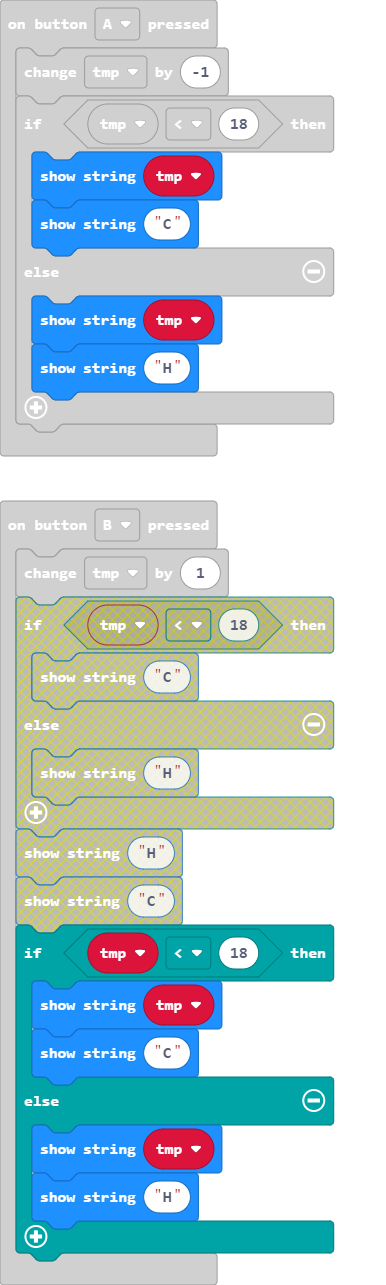 on button A pressed
change tmp by -1
if tmp < 18 then
show string tmp
show string "C"
else
show string tmp
show string "H"
on button B pressed
change tmp by 1
if tmp < 18 then
show string "C"
else
show string "H"
show string "H"
show string "C"
if tmp < 18 then
show string tmp
show string "C"
else
show string tmp
show string "H"